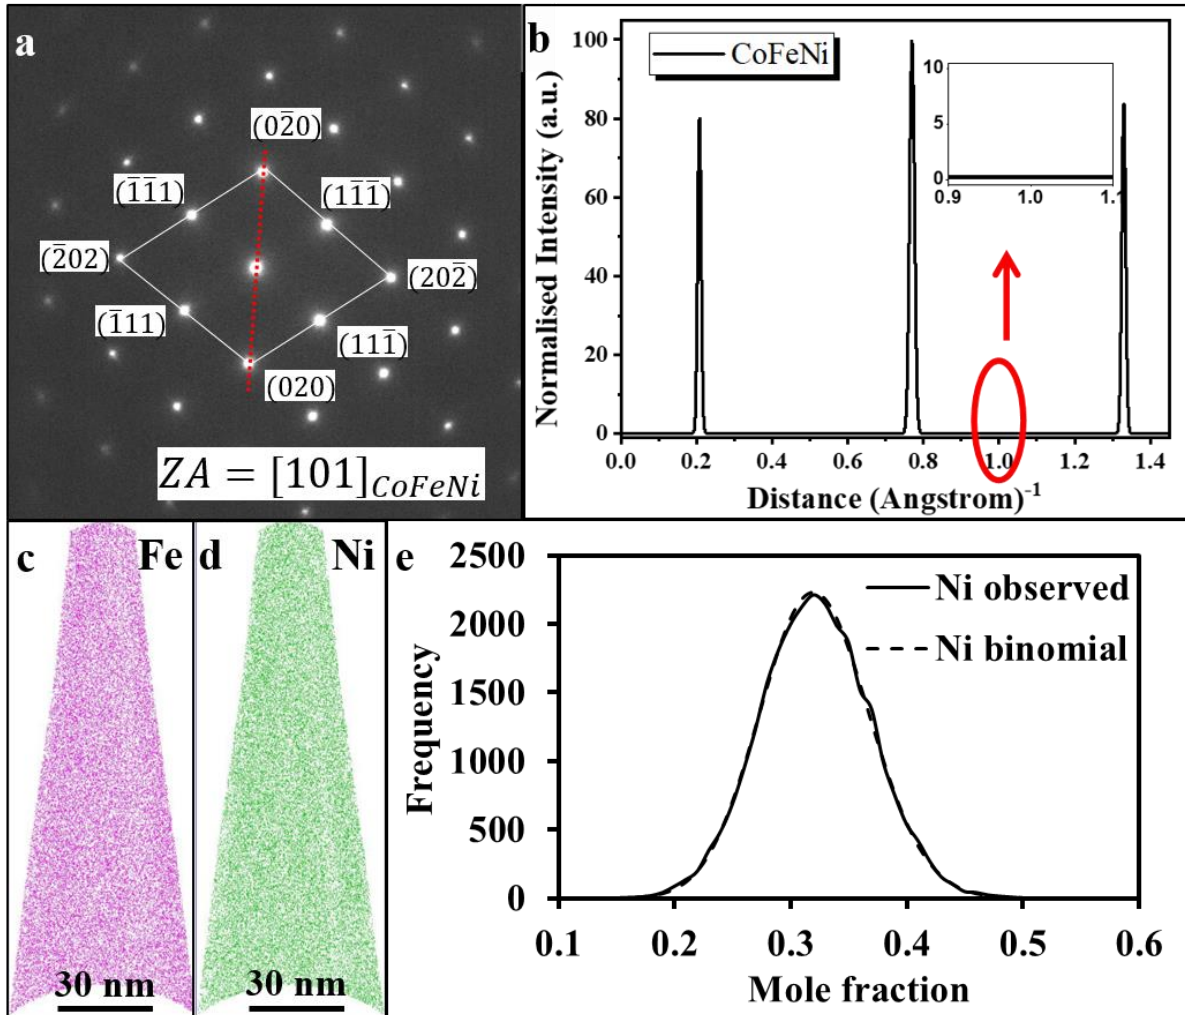 a
(02̅0)
(1̅1̅1)
(11̅1̅)
(2̅02)
(202̅)
(1̅11)
(111̅)
(020)
ZA = [101]CoFeNi
b
CoFeNi
Normalised Intensity (a.u.)
100
80
60
40
20
0
10
5
0
0.9
1.0
1.1
0.0
0.2
0.4
0.6
0.8
1.0
1.2
1.4
Distance (Angstrom)-1
c
Fe
30 nm
d
Ni
30 nm
e
Ni observed
Ni binomial
Frequency
2500
2000
1500
1000
500
0
0.1
0.2
0.3
0.4
0.5
0.6
Mole fraction